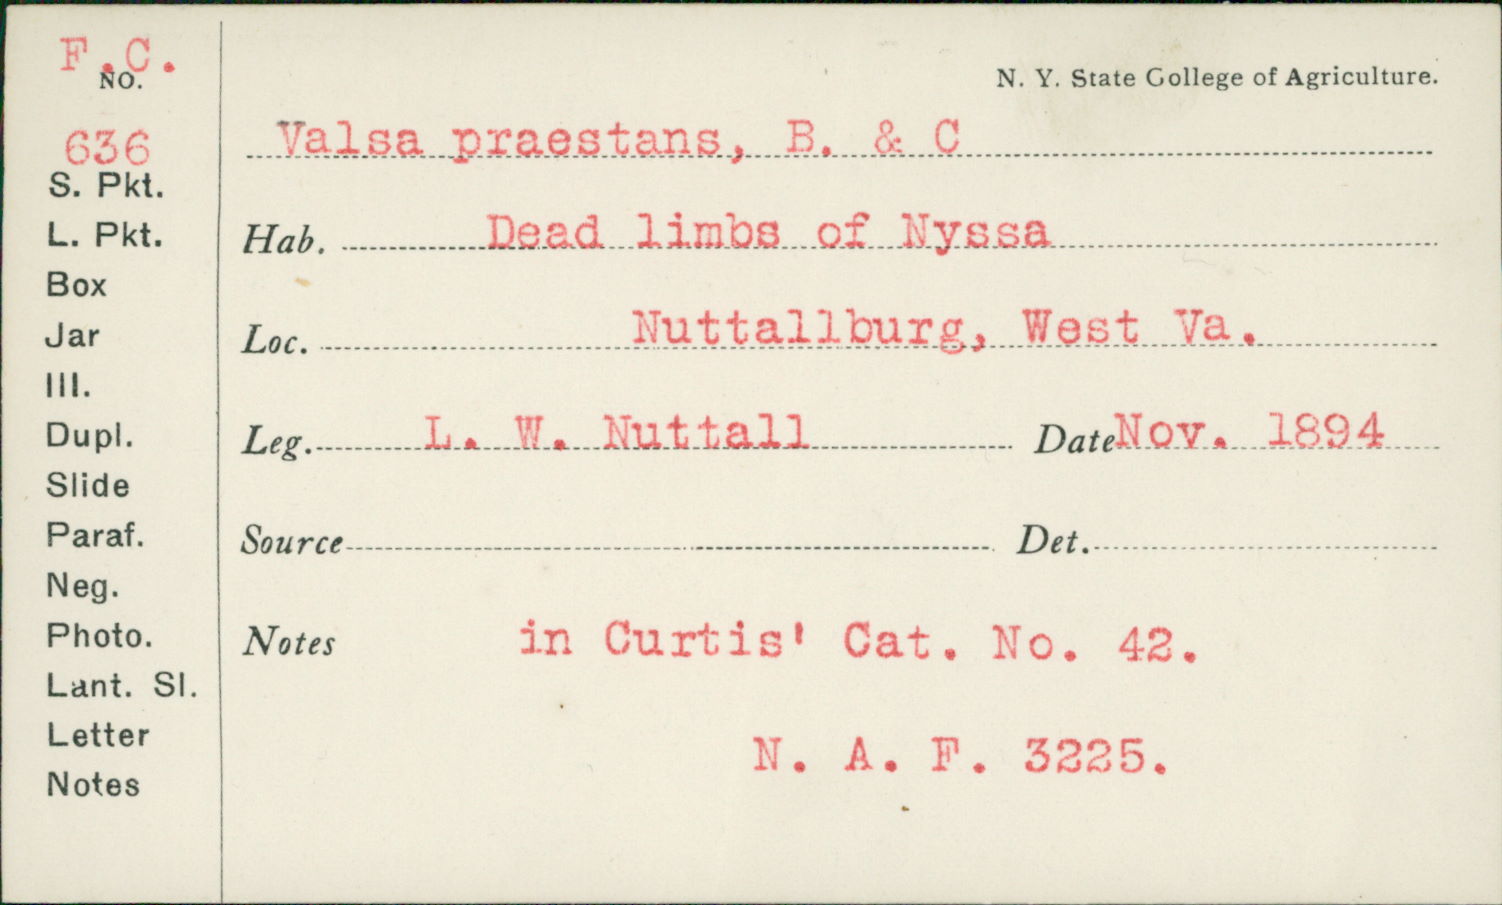 F.C.
NO.
636
S. Pkt.
L. Pkt.
Box
Jar
Ill.
Dupl.
Slide
Paraf.
Neg.
Photo.
Lant. Sl.
Letter
Notes
N. Y. State College of Agriculture.
Valsa praestans, B. & C
Hab. Dead limbs of Nyssa
Loc. Nuttallburg, West Va.
Leg. L. W. Nuttall Date Nov. 1894
Source Det.
Notes in Curtis' Cat. No. 42.
N. A. F. 3225.